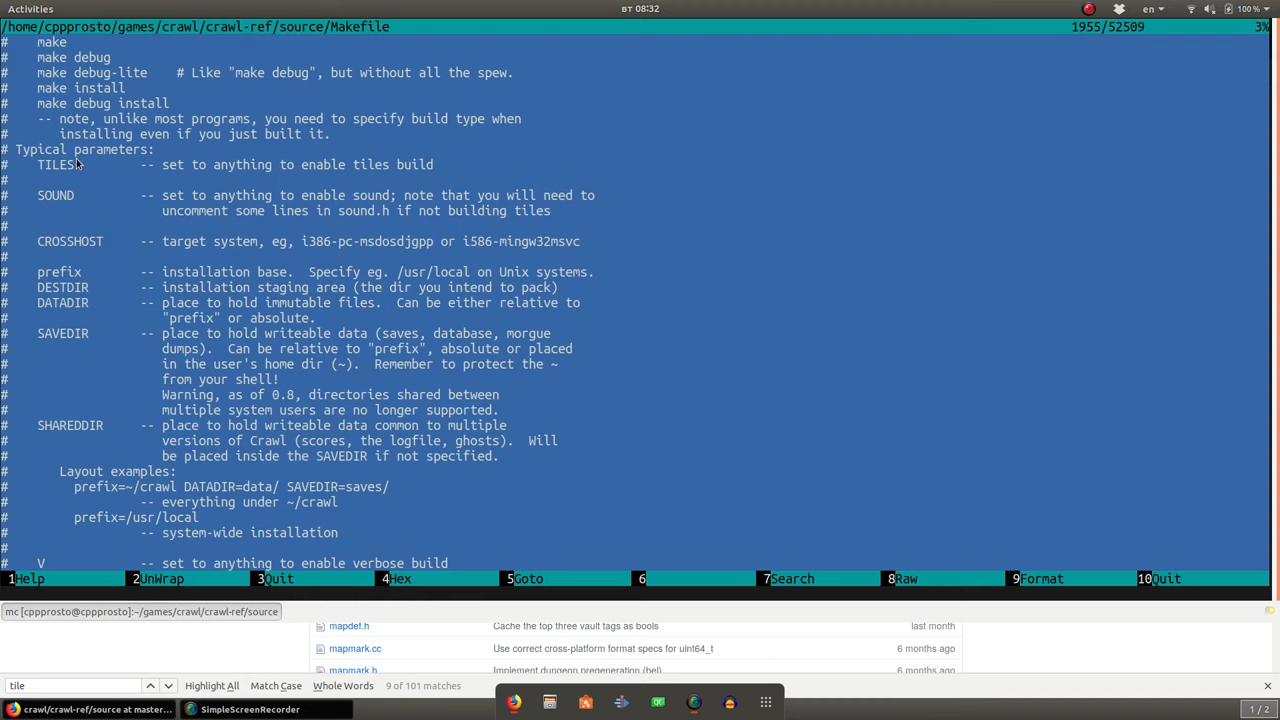 Activities
вт 08:32
en
100 %
/home/cppprosto/games/crawl/crawl-ref/source/Makefile 1955/52509 3%
# make
# make debug
# make debug-lite # Like "make debug", but without all the spew.
# make install
# make debug install
# -- note, unlike most programs, you need to specify build type when
# installing even if you just built it.
# Typical parameters:
# TILES -- set to anything to enable tiles build
#
# SOUND -- set to anything to enable sound; note that you will need to
# uncomment some lines in sound.h if not building tiles
#
# CROSSHOST -- target system, eg, i386-pc-msdosdjgpp or i586-mingw32msvc
#
# prefix -- installation base. Specify eg. /usr/local on Unix systems.
# DESTDIR -- installation staging area (the dir you intend to pack)
# DATADIR -- place to hold immutable files. Can be either relative to
# "prefix" or absolute.
# SAVEDIR -- place to hold writeable data (saves, database, morgue
# dumps). Can be relative to "prefix", absolute or placed
# in the user's home dir (~). Remember to protect the ~
# from your shell!
# Warning, as of 0.8, directories shared between
# multiple system users are no longer supported.
# SHAREDDIR -- place to hold writeable data common to multiple
# versions of Crawl (scores, the logfile, ghosts). Will
# be placed inside the SAVEDIR if not specified.
# Layout examples:
# prefix=~/crawl DATADIR=data/ SAVEDIR=saves/
# -- everything under ~/crawl
# prefix=/usr/local
# -- system-wide installation
#
# V -- set to anything to enable verbose build
1Help 2UnWrap 3Quit 4Hex 5Goto 6 7Search 8Raw 9Format 10Quit
mc [cppprosto@cppprosto]:~/games/crawl/crawl-ref/source
mapdef.h Cache the top three vault tags as bools last month
mapmark.cc Use correct cross-platform format specs for uint64_t 6 months ago
mapmark.h Implement dungeon pregeneration (bel) 6 months ago
tile Highlight All Match Case Whole Words 9 of 101 matches
crawl/crawl-ref/source at master... SimpleScreenRecorder 1 / 2